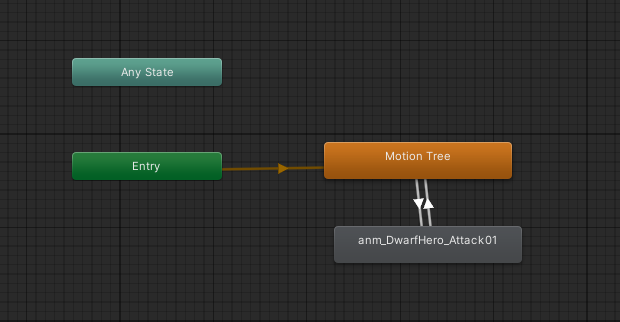 Any State
Entry
Motion Tree
anm_DwarfHero_Attack01